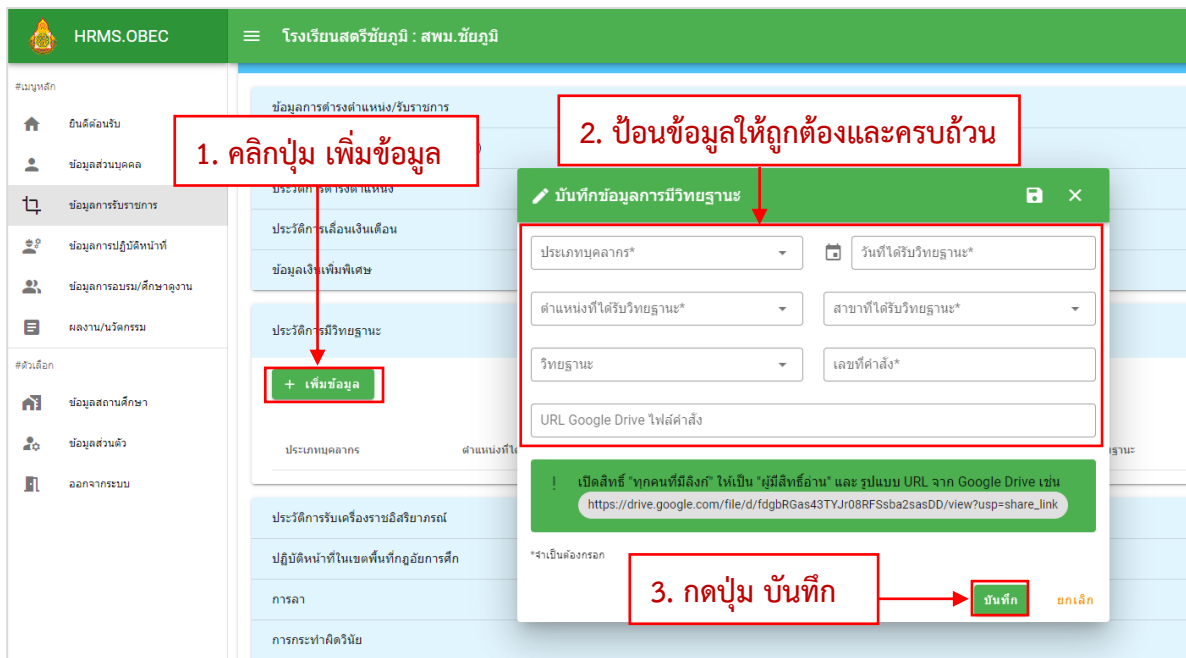 HRMS.OBEC
โรงเรียนสตรีชัยภูมิ : สพม.ชัยภูมิ
#เมนูหลัก
ยินดีต้อนรับ
ข้อมูลส่วนบุคคล
ข้อมูลการรับราชการ
ข้อมูลการปฏิบัติหน้าที่
ข้อมูลการอบรม/ศึกษาดูงาน
ผลงาน/นวัตกรรม
#ตัวเลือก
ข้อมูลสถานศึกษา
ข้อมูลส่วนตัว
ออกจากระบบ
ข้อมูลการดำรงตำแหน่ง/รับราชการ
1. คลิกปุ่ม เพิ่มข้อมูล
ประวัติการดำรงตำแหน่ง
ประวัติการเลื่อนเงินเดือน
ข้อมูลเงินเพิ่มพิเศษ
ประวัติการมีวิทยฐานะ
+ เพิ่มข้อมูล
ประเภทบุคลากร
ตำแหน่งที่ได้
ประวัติการรับเครื่องราชอิสริยาภรณ์
ปฏิบัติหน้าที่ในเขตพื้นที่กฎอัยการศึก
การลา
การกระทำผิดวินัย
2. ป้อนข้อมูลให้ถูกต้องและครบถ้วน
บันทึกข้อมูลการมีวิทยฐานะ
ประเภทบุคลากร*
วันที่ได้รับวิทยฐานะ*
ตำแหน่งที่ได้รับวิทยฐานะ*
สาขาที่ได้รับวิทยฐานะ*
วิทยฐานะ
เลขที่คำสั่ง*
URL Google Drive ไฟล์คำสั่ง
! เปิดสิทธิ์ "ทุกคนที่มีลิงก์" ให้เป็น "ผู้มีสิทธิ์อ่าน" และ รูปแบบ URL จาก Google Drive เช่น
https://drive.google.com/file/d/fdgbRGas43TYJr08RFSsba2sasDD/view?usp=share_link
*จำเป็นต้องกรอก
3. กดปุ่ม บันทึก
บันทึก
ยกเลิก